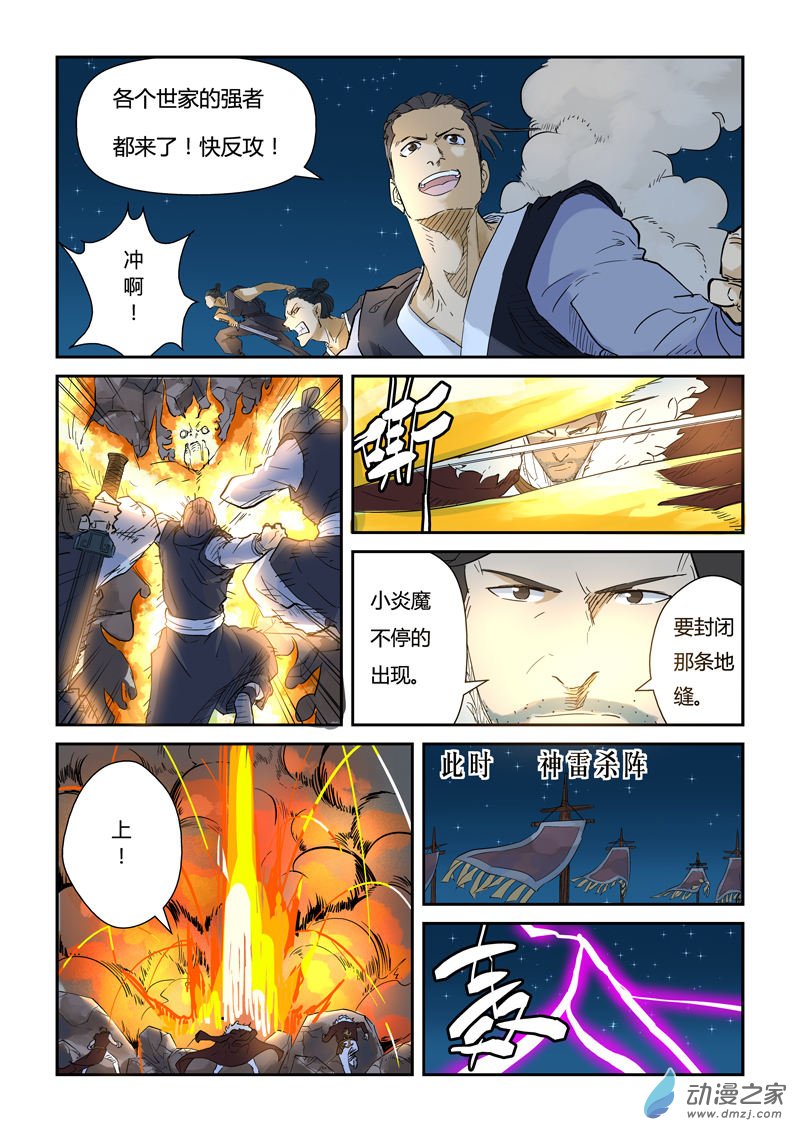 各个世家的强者
都来了！快反攻！
冲
啊
！
嘶
小炎魔
不停的
出现。
要封闭
那条地
缝。
上
！
此时 神雷杀阵
轰
动漫之家
www.dmzj.com